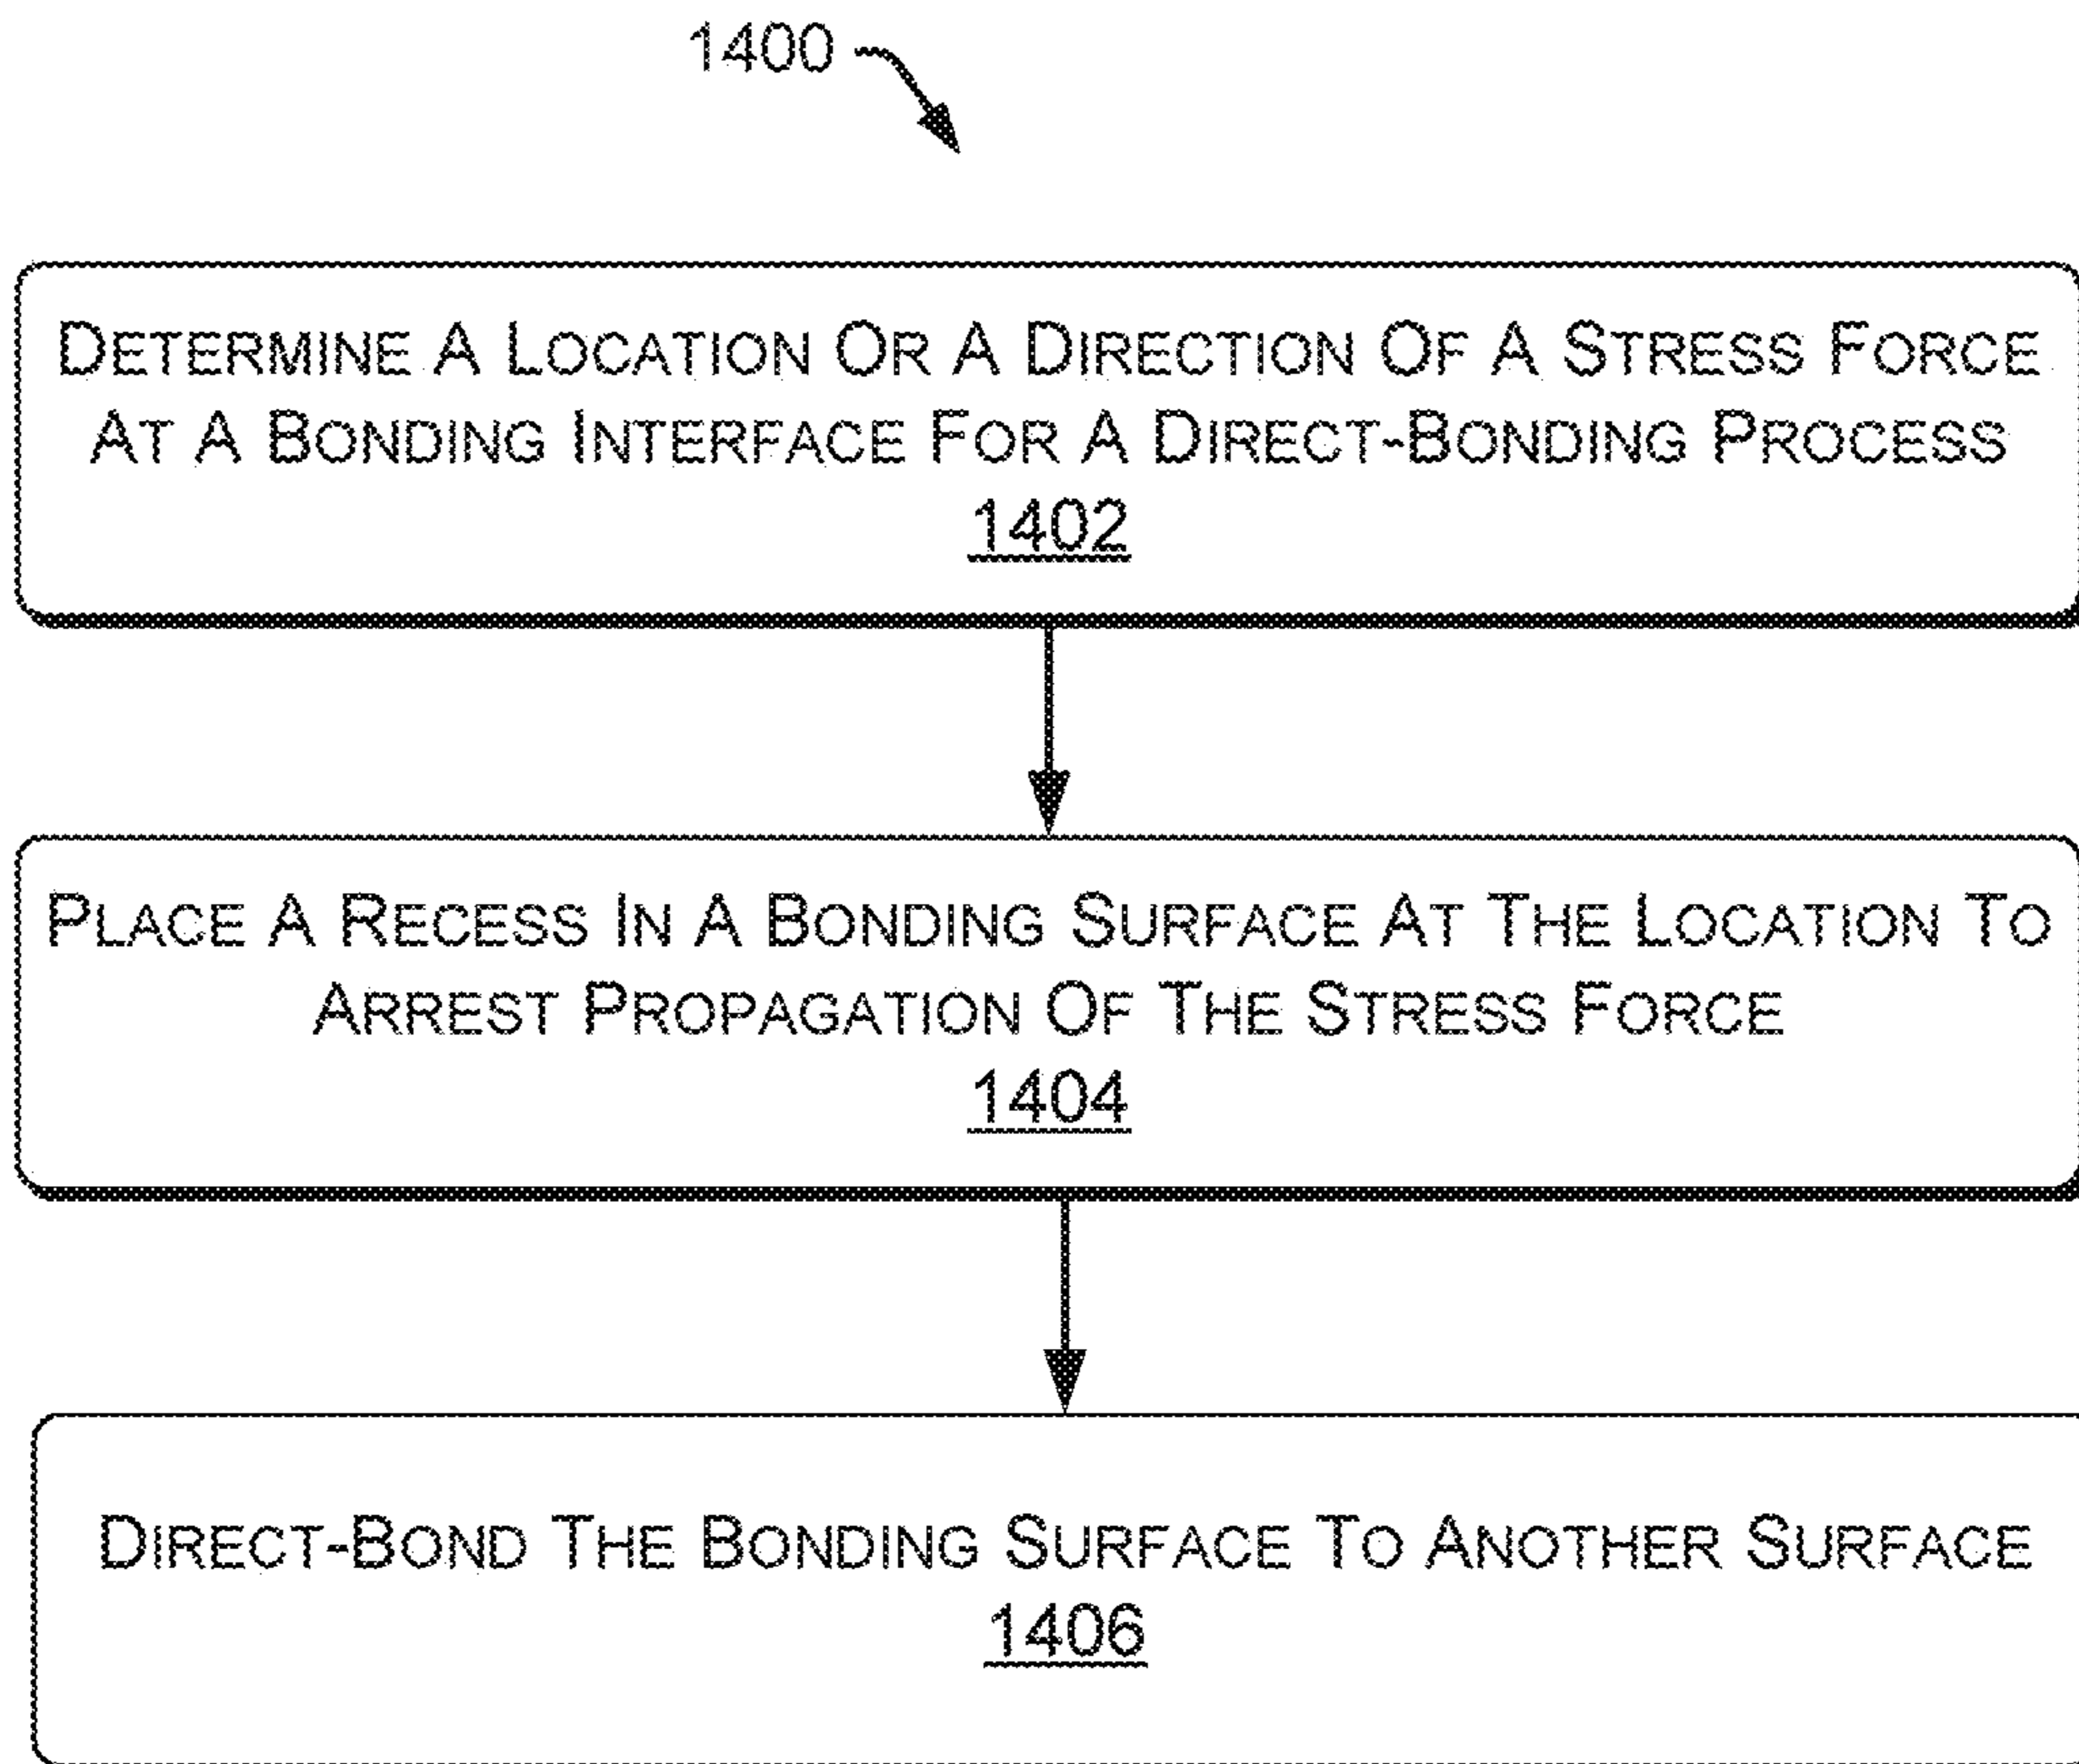 1400
DETERMINE A LOCATION OR A DIRECTION OF A STRESS FORCE
AT A BONDING INTERFACE FOR A DIRECT-BONDING PROCESS
1402
PLACE A RECESS IN A BONDING SURFACE AT THE LOCATION TO
ARREST PROPAGATION OF THE STRESS FORCE
1404
DIRECT-BOND THE BONDING SURFACE TO ANOTHER SURFACE
1406